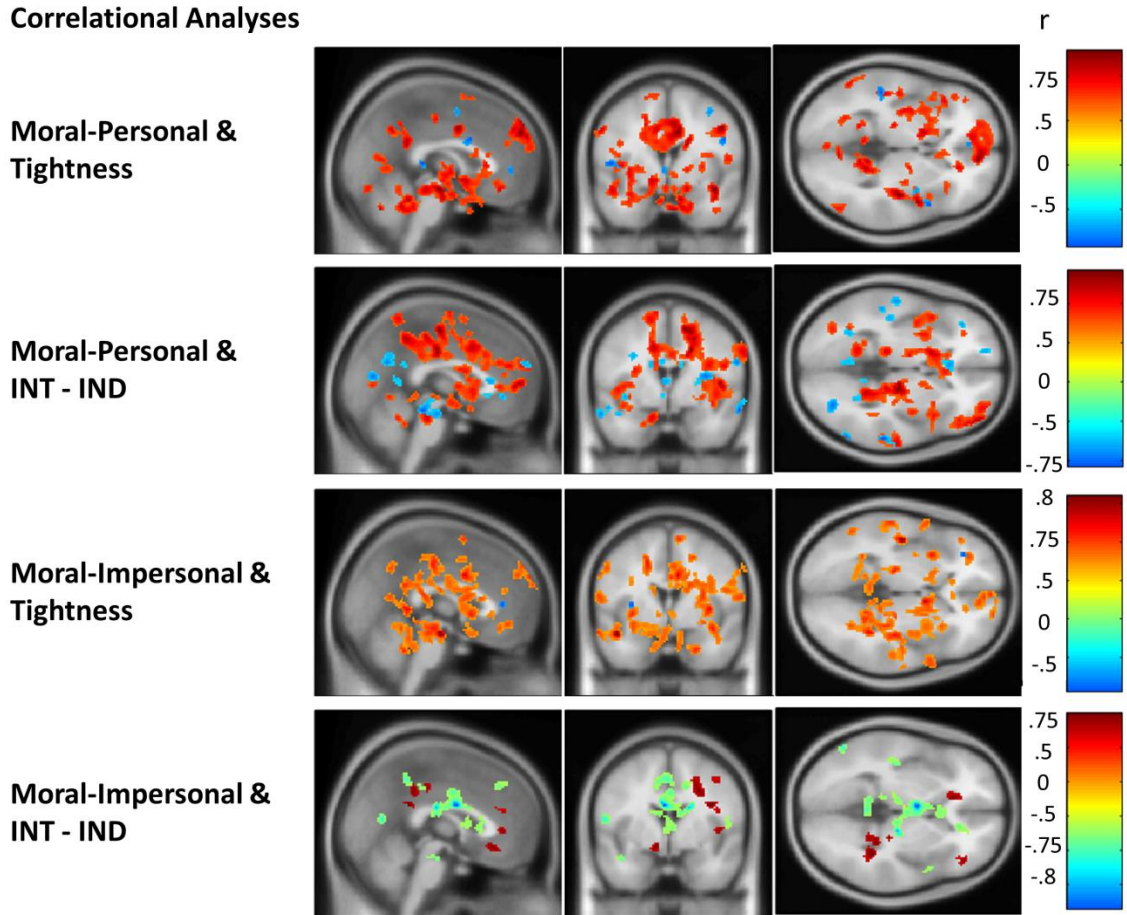 Correlational Analyses
r
Moral-Personal &
Tightness
.75
.5
0
-.5
Moral-Personal &
INT - IND
.75
.5
0
-.5
-.75
Moral-Impersonal &
Tightness
.8
.75
.5
0
-.5
Moral-Impersonal &
INT - IND
.75
.5
0
-.5
-.75
-.8